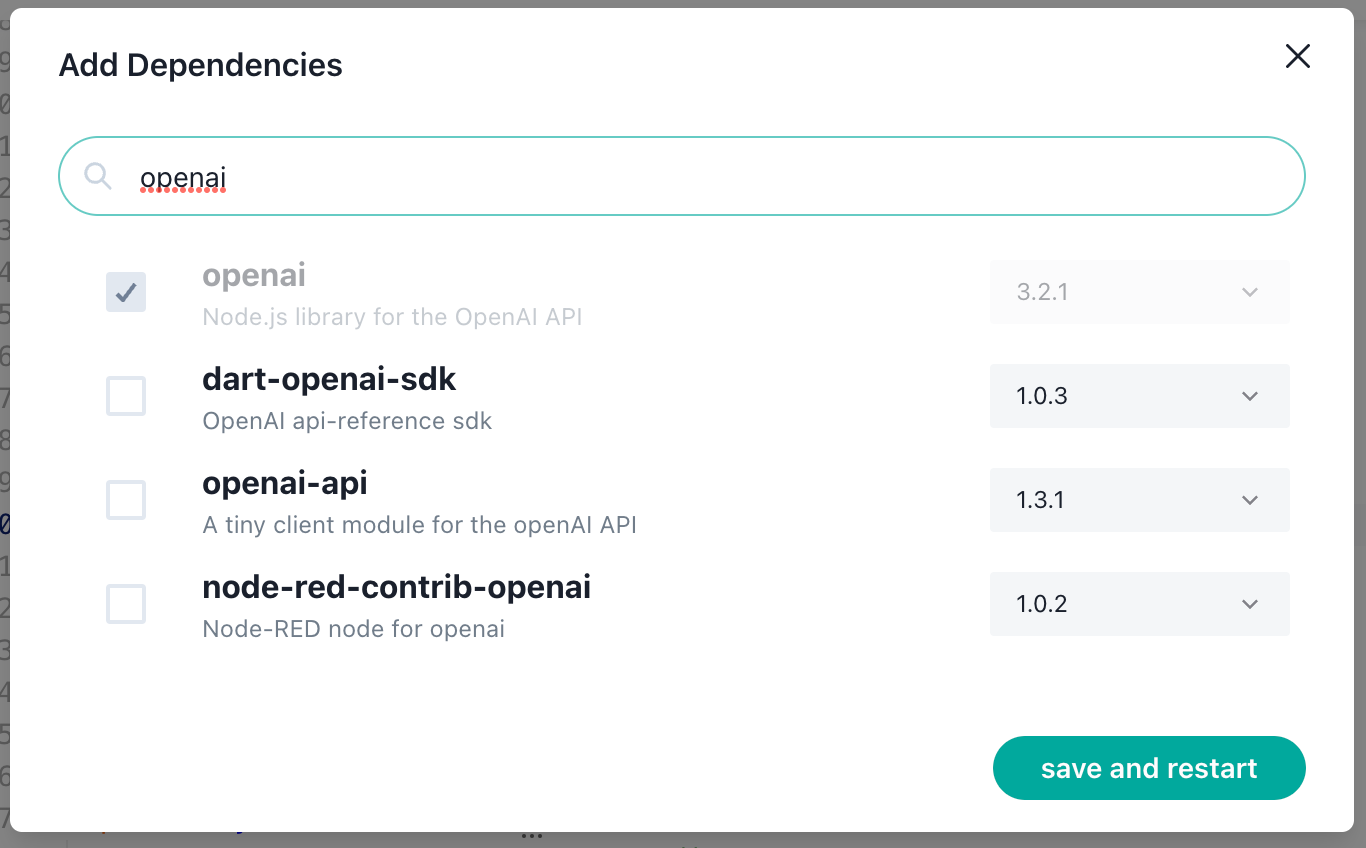 Add Dependencies
openai
openai
3.2.1
Node.js library for the OpenAI API
dart-openai-sdk
1.0.3
OpenAI api-reference sdk
openai-api
1.3.1
A tiny client module for the openAI API
node-red-contrib-openai
1.0.2
Node-RED node for openai
save and restart